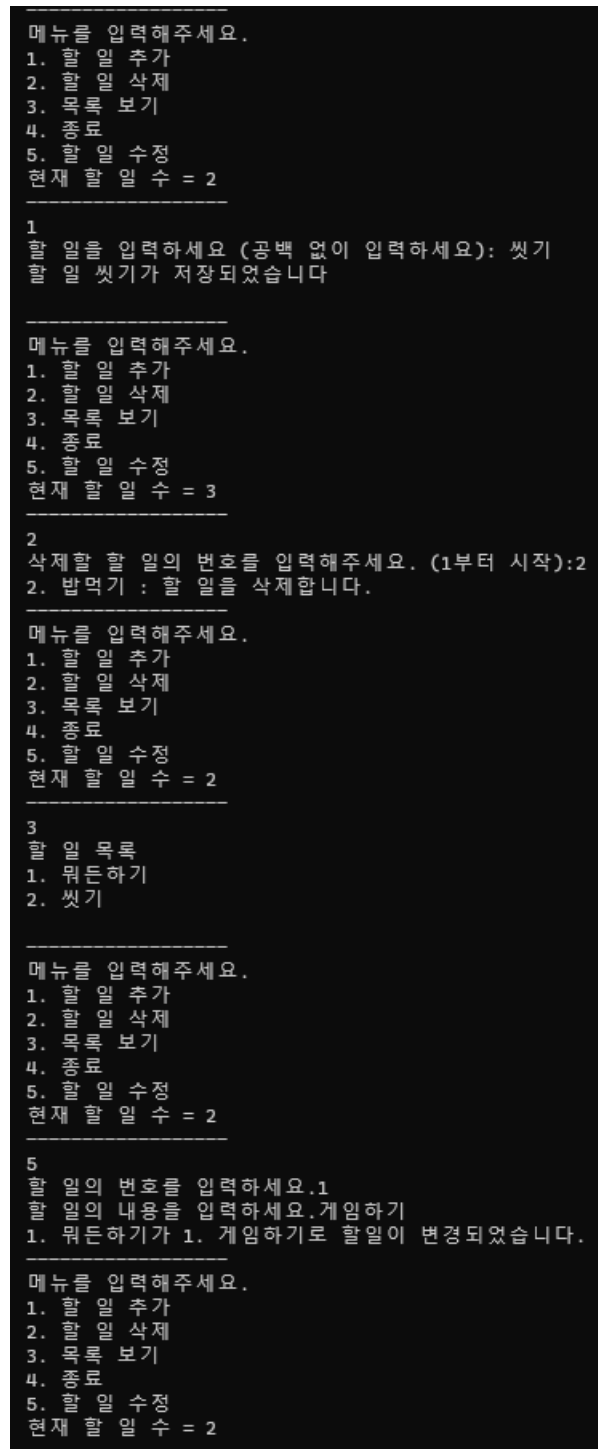 ------------------
메뉴를 입력해주세요.
1. 할 일 추가
2. 할 일 삭제
3. 목록 보기
4. 종료
5. 할 일 수정
현재 할 일 수 = 2
------------------
1
할 일을 입력하세요 (공백 없이 입력하세요): 씻기
할 일 씻기가 저장되었습니다
------------------
메뉴를 입력해주세요.
1. 할 일 추가
2. 할 일 삭제
3. 목록 보기
4. 종료
5. 할 일 수정
현재 할 일 수 = 3
------------------
2
삭제할 할 일의 번호를 입력해주세요. (1부터 시작):2
2. 밥먹기 : 할 일을 삭제합니다.
------------------
메뉴를 입력해주세요.
1. 할 일 추가
2. 할 일 삭제
3. 목록 보기
4. 종료
5. 할 일 수정
현재 할 일 수 = 2
------------------
3
할 일 목록
1. 뭐든하기
2. 씻기
------------------
메뉴를 입력해주세요.
1. 할 일 추가
2. 할 일 삭제
3. 목록 보기
4. 종료
5. 할 일 수정
현재 할 일 수 = 2
------------------
5
할 일의 번호를 입력하세요.1
할 일의 내용을 입력하세요.게임하기
1. 뭐든하기가 1. 게임하기로 할일이 변경되었습니다.
------------------
메뉴를 입력해주세요.
1. 할 일 추가
2. 할 일 삭제
3. 목록 보기
4. 종료
5. 할 일 수정
현재 할 일 수 = 2